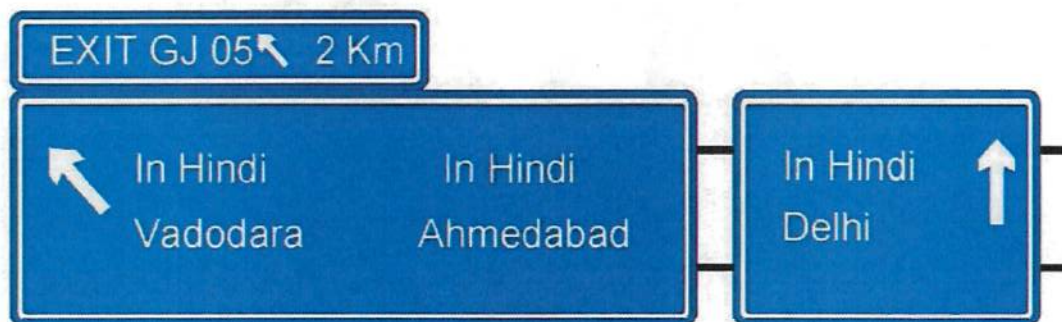 EXIT GJ 05 2 Km
In Hindi In Hindi
Vadodara Ahmedabad
In Hindi
Delhi